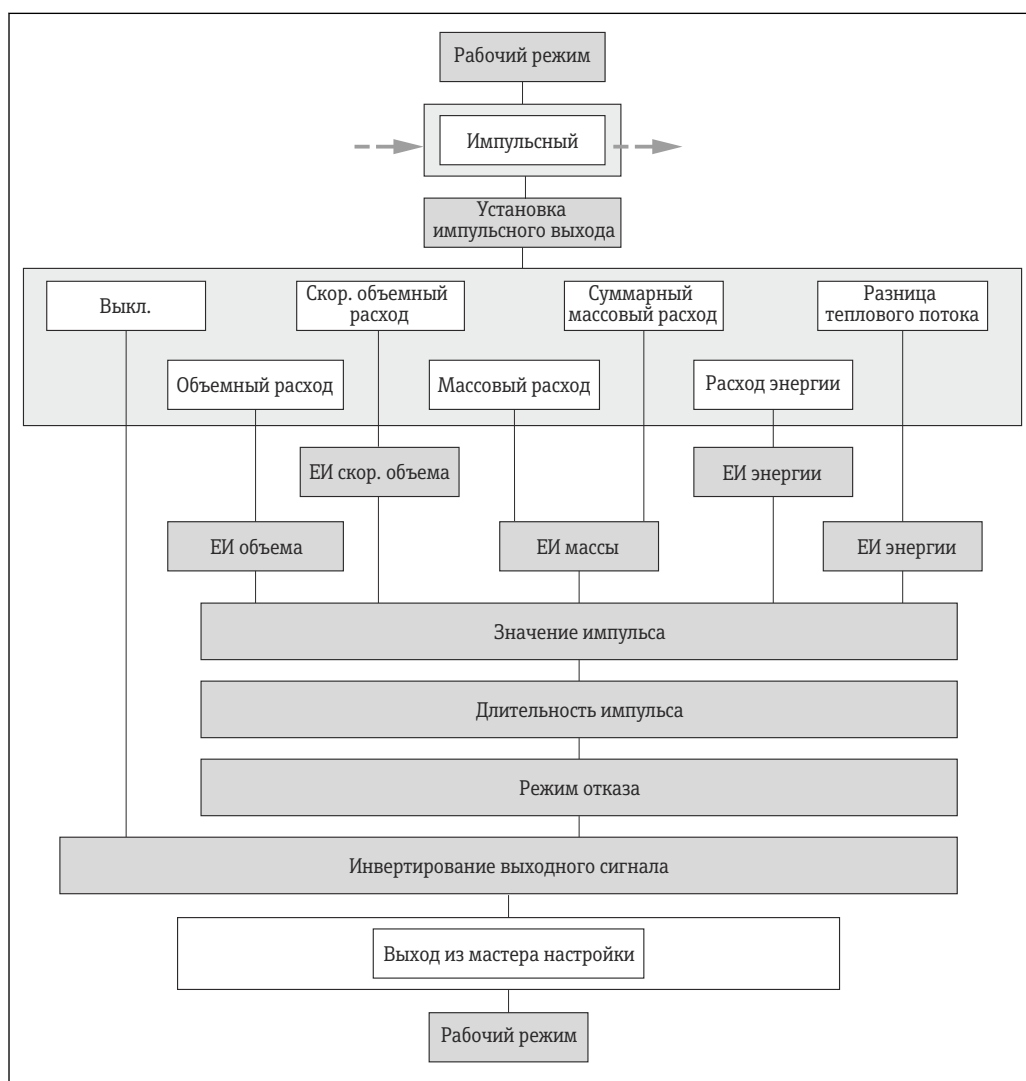 Рабочий режим
Импульсный
Установка
импульсного выхода
Выкл.
Скор. объемный
расход
Суммарный
массовый расход
Разница
теплового потока
Объемный расход
Массовый расход
Расход энергии
ЕИ скор. объема
ЕИ энергии
ЕИ объема
ЕИ массы
ЕИ энергии
Значение импульса
Длительность импульса
Режим отказа
Инвертирование выходного сигнала
Выход из мастера настройки
Рабочий режим